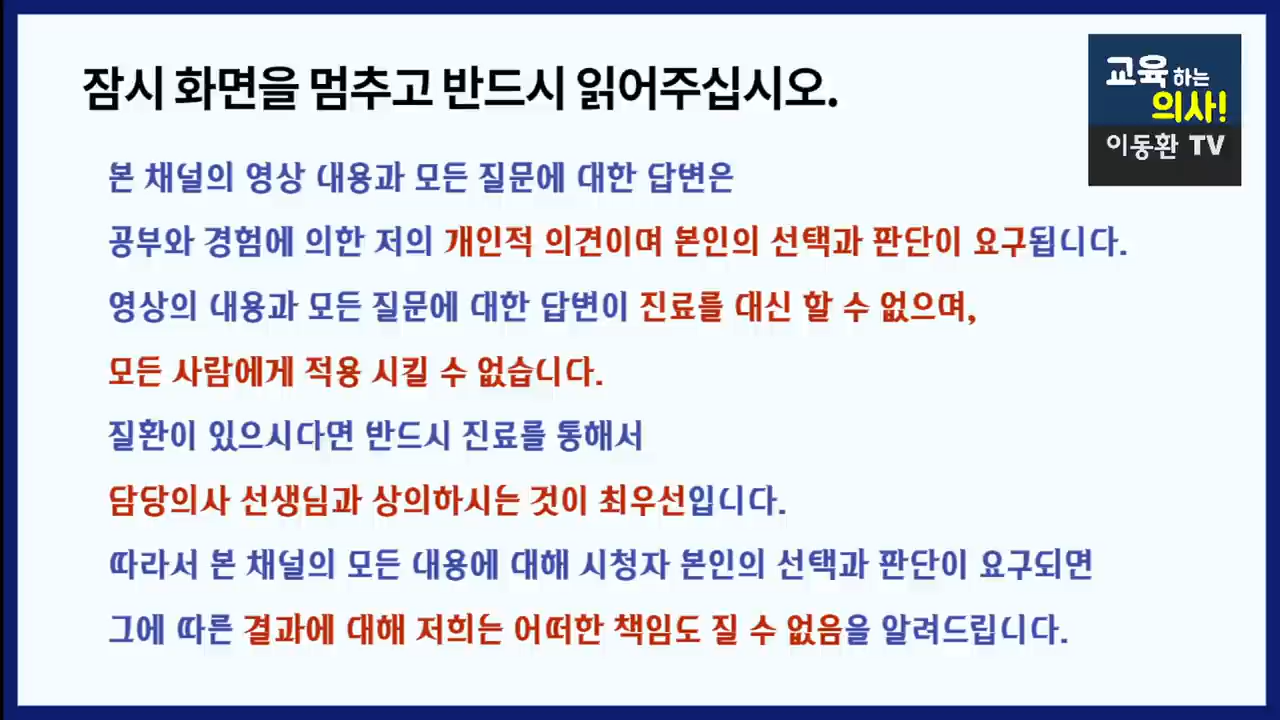 잠시 화면을 멈추고 반드시 읽어주십시오.
교육하는
의사!
이동환 TV
본 채널의 영상 내용과 모든 질문에 대한 답변은
공부와 경험에 의한 저의 개인적 의견이며 본인의 선택과 판단이 요구됩니다.
영상의 내용과 모든 질문에 대한 답변이 진료를 대신 할 수 없으며,
모든 사람에게 적용 시킬 수 없습니다.
질환이 있으시다면 반드시 진료를 통해서
담당의사 선생님과 상의하시는 것이 최우선입니다.
따라서 본 채널의 모든 내용에 대해 시청자 본인의 선택과 판단이 요구되면
그에 따른 결과에 대해 저희는 어떠한 책임도 질 수 없음을 알려드립니다.